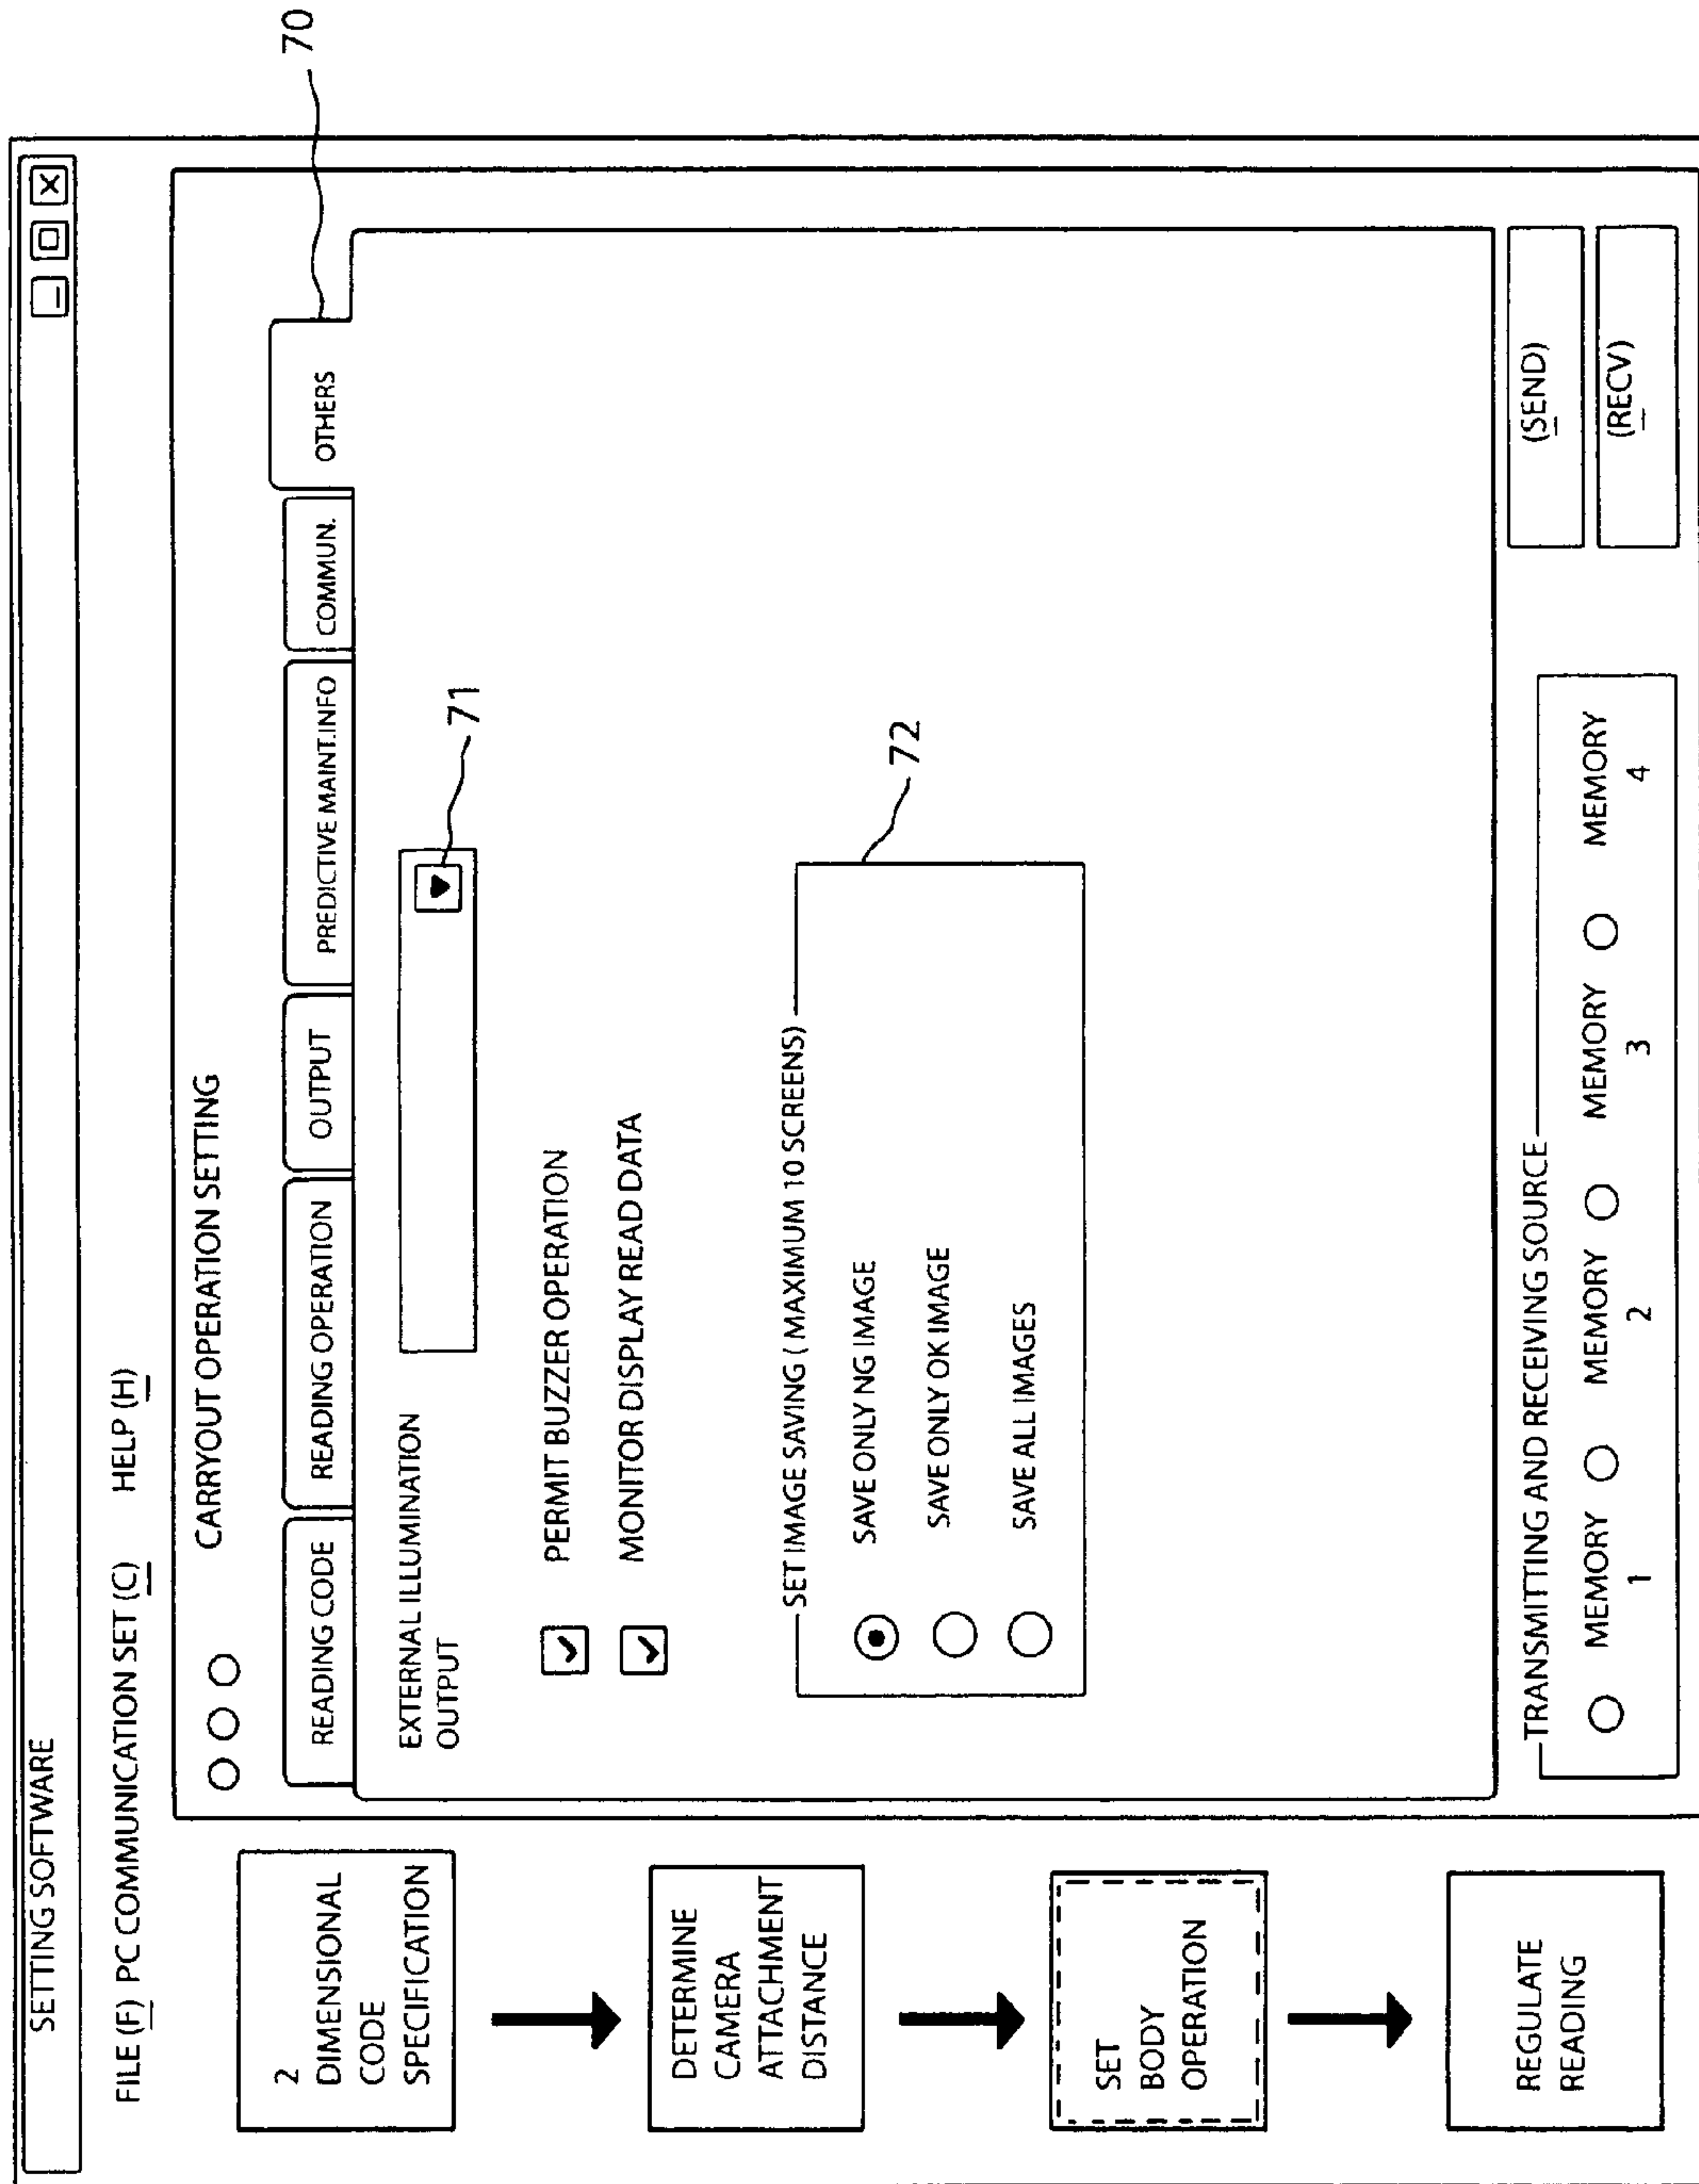 SETTING SOFTWARE
FILE (F) PC COMMUNICATION SET (C) HELP (H)
2
DIMENSIONAL
CODE
SPECIFICATION
DETERMINE
CAMERA
ATTACHMENT
DISTANCE
SET
BODY
OPERATION
REGULATE
READING
CARRYOUT OPERATION SETTING
READING CODE READING OPERATION OUTPUT PREDICTIVE MAINT.INFO COMMUN. OTHERS
70
EXTERNAL ILLUMINATION
OUTPUT
71
PERMIT BUZZER OPERATION
MONITOR DISPLAY READ DATA
SET IMAGE SAVING ( MAXIMUM 10 SCREENS)
72
SAVE ONLY NG IMAGE
SAVE ONLY OK IMAGE
SAVE ALL IMAGES
TRANSMITTING AND RECEIVING SOURCE
MEMORY MEMORY MEMORY MEMORY
1 2 3 4
(SEND)
(RECV)